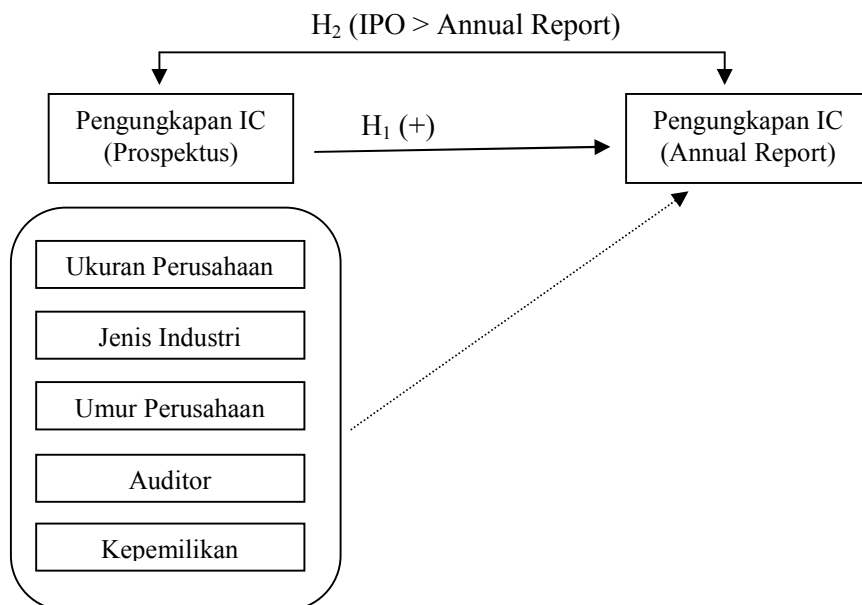 H₂ (IPO > Annual Report)
Pengungkapan IC
(Prospektus)
H₁ (+)
Pengungkapan IC
(Annual Report)
Ukuran Perusahaan
Jenis Industri
Umur Perusahaan
Auditor
Kepemilikan